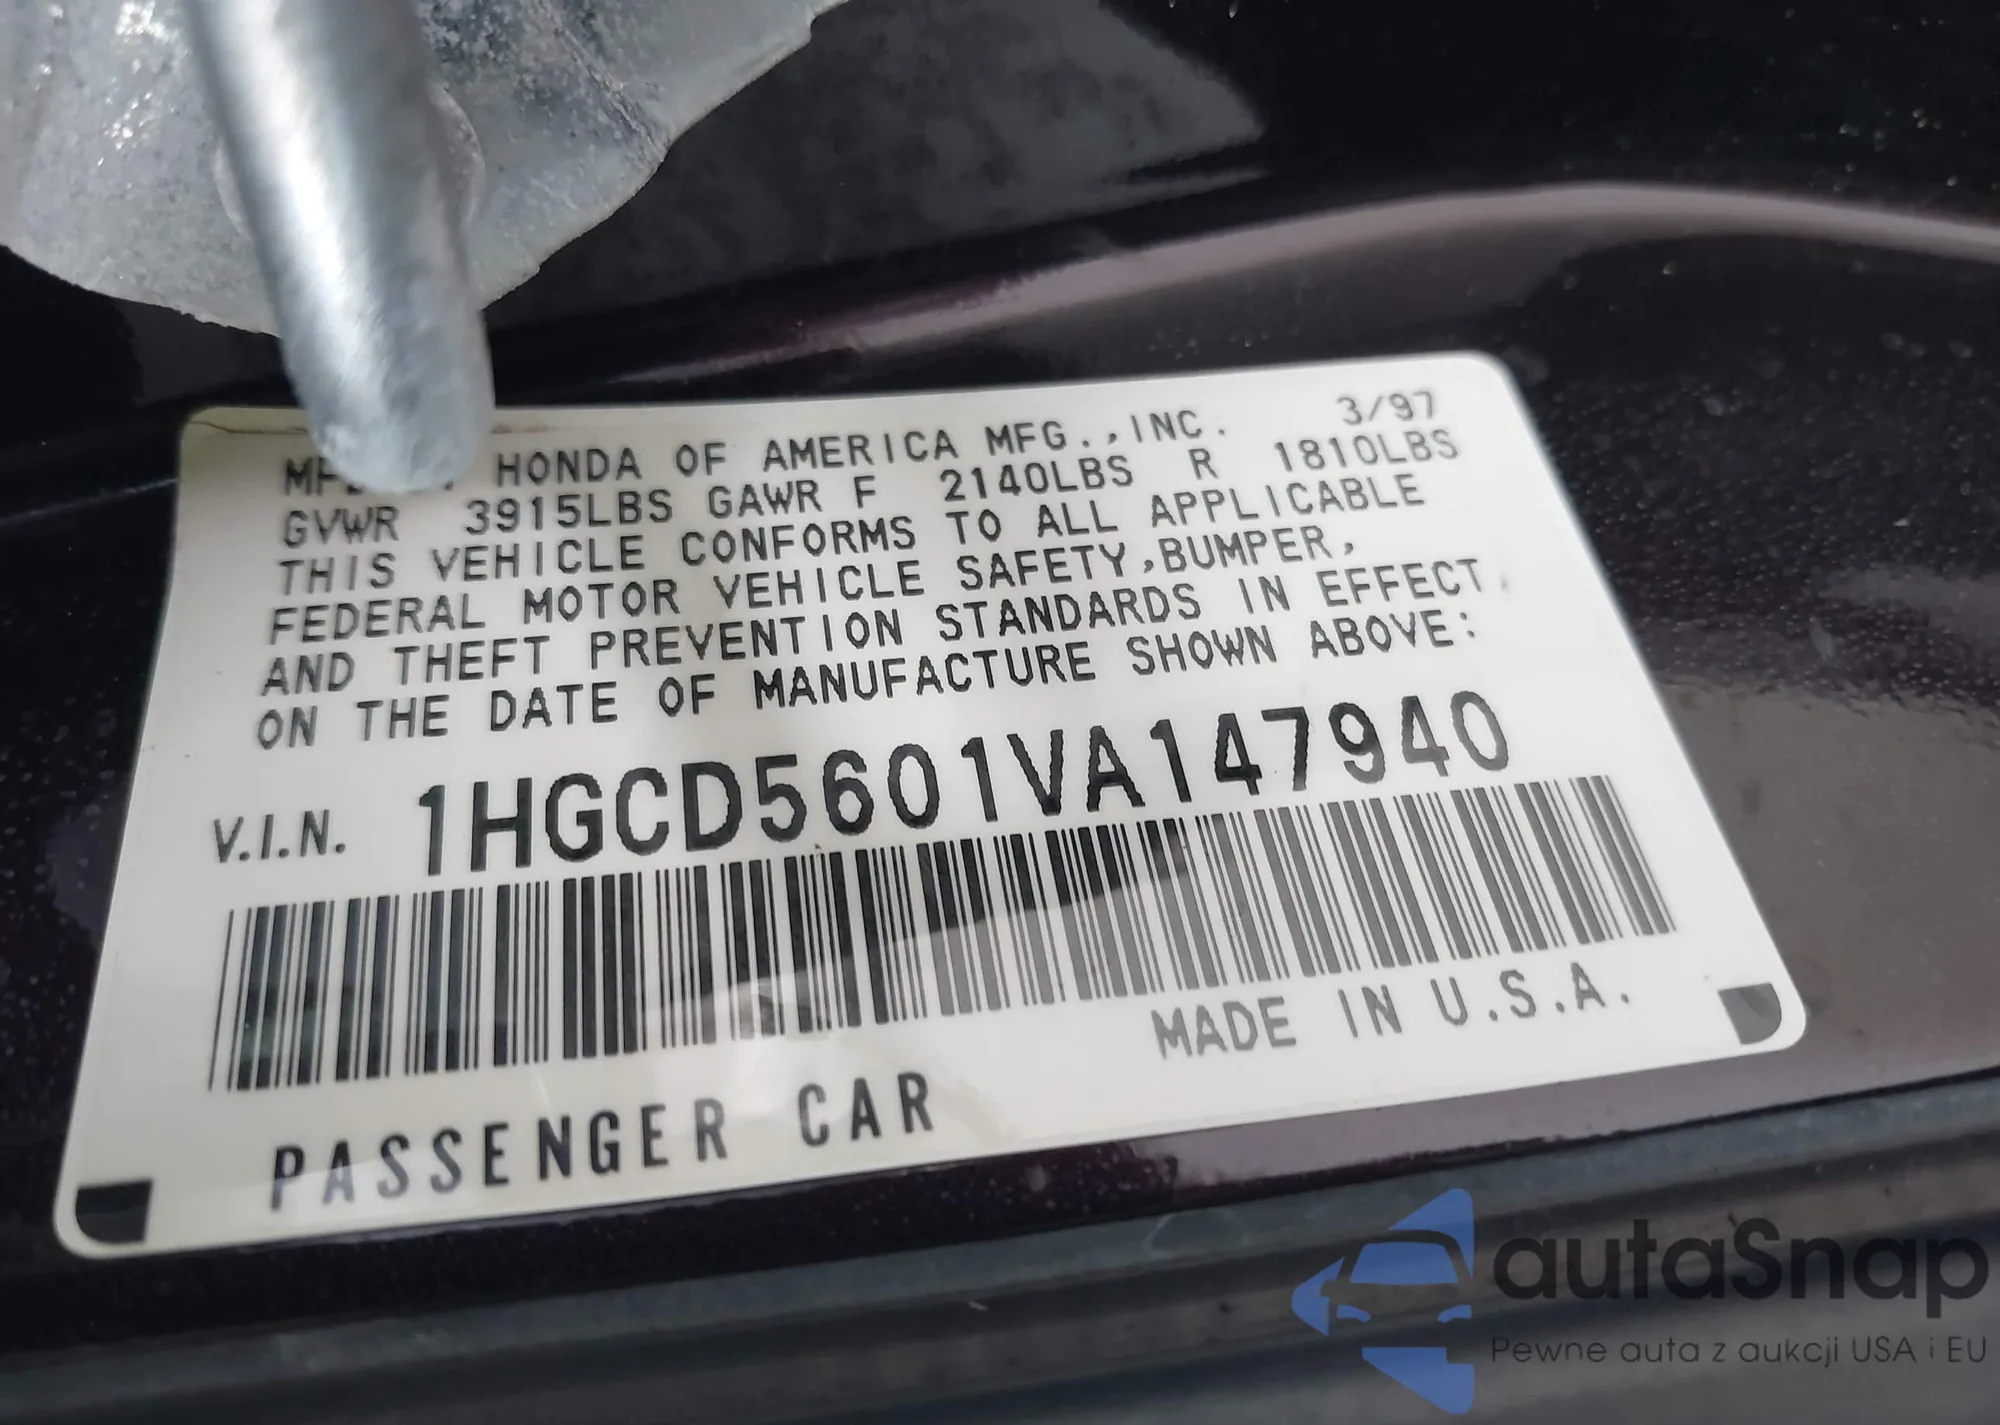 HONDA OF AMERICA MFG.,INC. 3/97
GVWR 3915LBS GAWR F 2140LBS R 1810LBS
THIS VEHICLE CONFORMS TO ALL APPLICABLE
FEDERAL MOTOR VEHICLE SAFETY,BUMPER,
AND THEFT PREVENTION STANDARDS IN EFFECT
ON THE DATE OF MANUFACTURE SHOWN ABOVE:
V.I.N. 1HGCD5601VA147940
MADE IN U.S.A.
PASSENGER CAR
autaSnap
Pewne auta z aukcji USA i EU